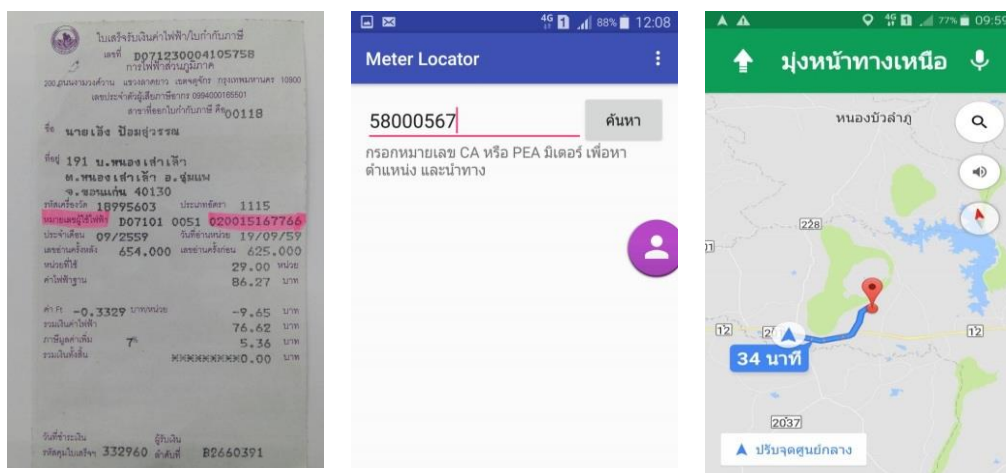 ใบเสร็จรับเงินค่าไฟฟ้า/ใบกำกับภาษี
เลขที่ D071230004105758
การไฟฟ้าส่วนภูมิภาค
200 ถนนงามวงศ์วาน แขวงลาดยาว เขตจตุจักร กรุงเทพมหานคร 10900
เลขประจำตัวผู้เสียภาษีอากร 0994000165501
สาขาที่ออกใบกำกับภาษี คือ 00118
ชื่อ นายเอ็ง ป้อมสุวรรณ
ที่อยู่ 191 บ.หนองเสาเล้า
ต.หนองเสาเล้า อ.ชุมแพ
จ.ขอนแก่น 40130
รหัสเครื่องวัด 18995603 ประเภทอัตรา 1115
หมายเลขผู้ใช้ไฟฟ้า D07101 0051 020015167766
ประจำเดือน 09/2559 วันที่อ่านหน่วย 19/09/59
เลขอ่านครั้งหลัง 654.000 เลขอ่านครั้งก่อน 625.000
หน่วยที่ใช้ 29.00 หน่วย
ค่าไฟฟ้าฐาน 86.27 บาท
ค่า Ft -0.3329 บาท/หน่วย -9.65 บาท
รวมเงินค่าไฟฟ้า 76.62 บาท
ภาษีมูลค่าเพิ่ม 7% 5.36 บาท
รวมเงินทั้งสิ้น ××××××××0.00 บาท
วันที่ชำระเงิน ผู้รับเงิน
รหัสคุมใบเสร็จฯ 332960 ลำดับที่ B2660391
4G 1 88% 12:08
Meter Locator
58000567
ค้นหา
กรอกหมายเลข CA หรือ PEA มิเตอร์ เพื่อหา
ตำแหน่ง และนำทาง
4G 1 77% 09:59
มุ่งหน้าทางเหนือ
หนองบัวลำภู
228
12
12
34 นาที
2037
ปรับจุดศูนย์กลาง